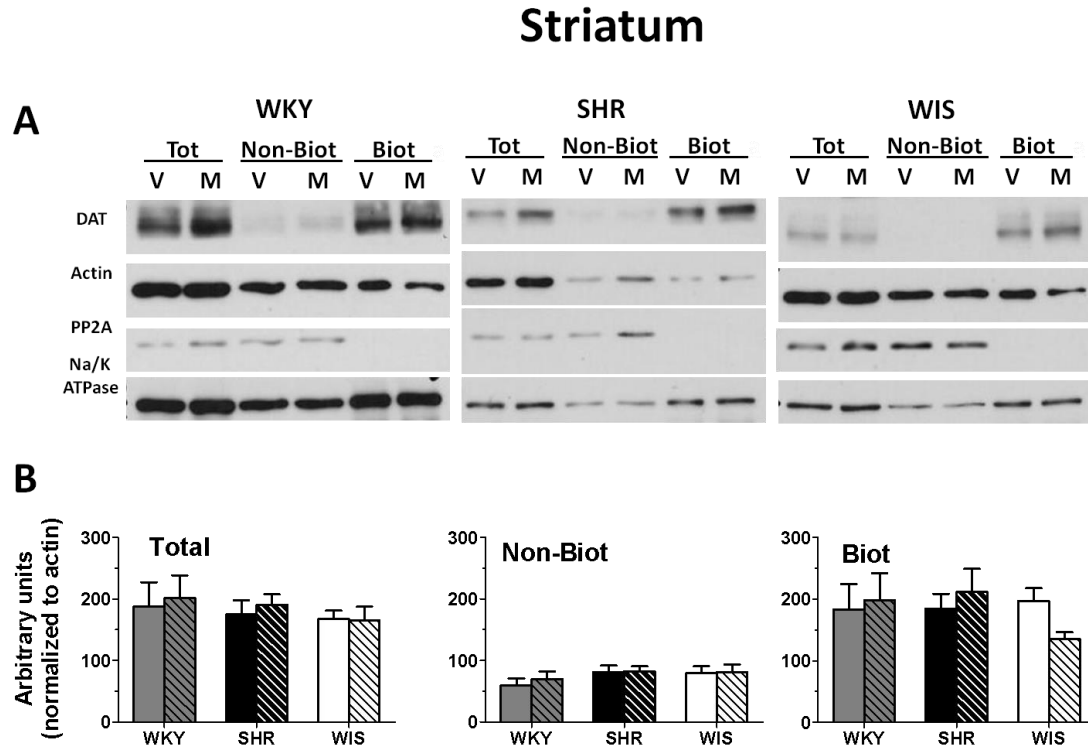 Striatum
A
WKY SHR WIS
Tot Non-Biot Biot Tot Non-Biot Biot Tot Non-Biot Biot
V M V M V M V M V M V M V M V M V M
DAT
Actin
PP2A
Na/K
ATPase
B
Arbitrary units
(normalized to actin)
300
200
100
0
Total
WKY SHR WIS
300
200
100
0
Non-Biot
WKY SHR WIS
300
200
100
0
Biot
WKY SHR WIS